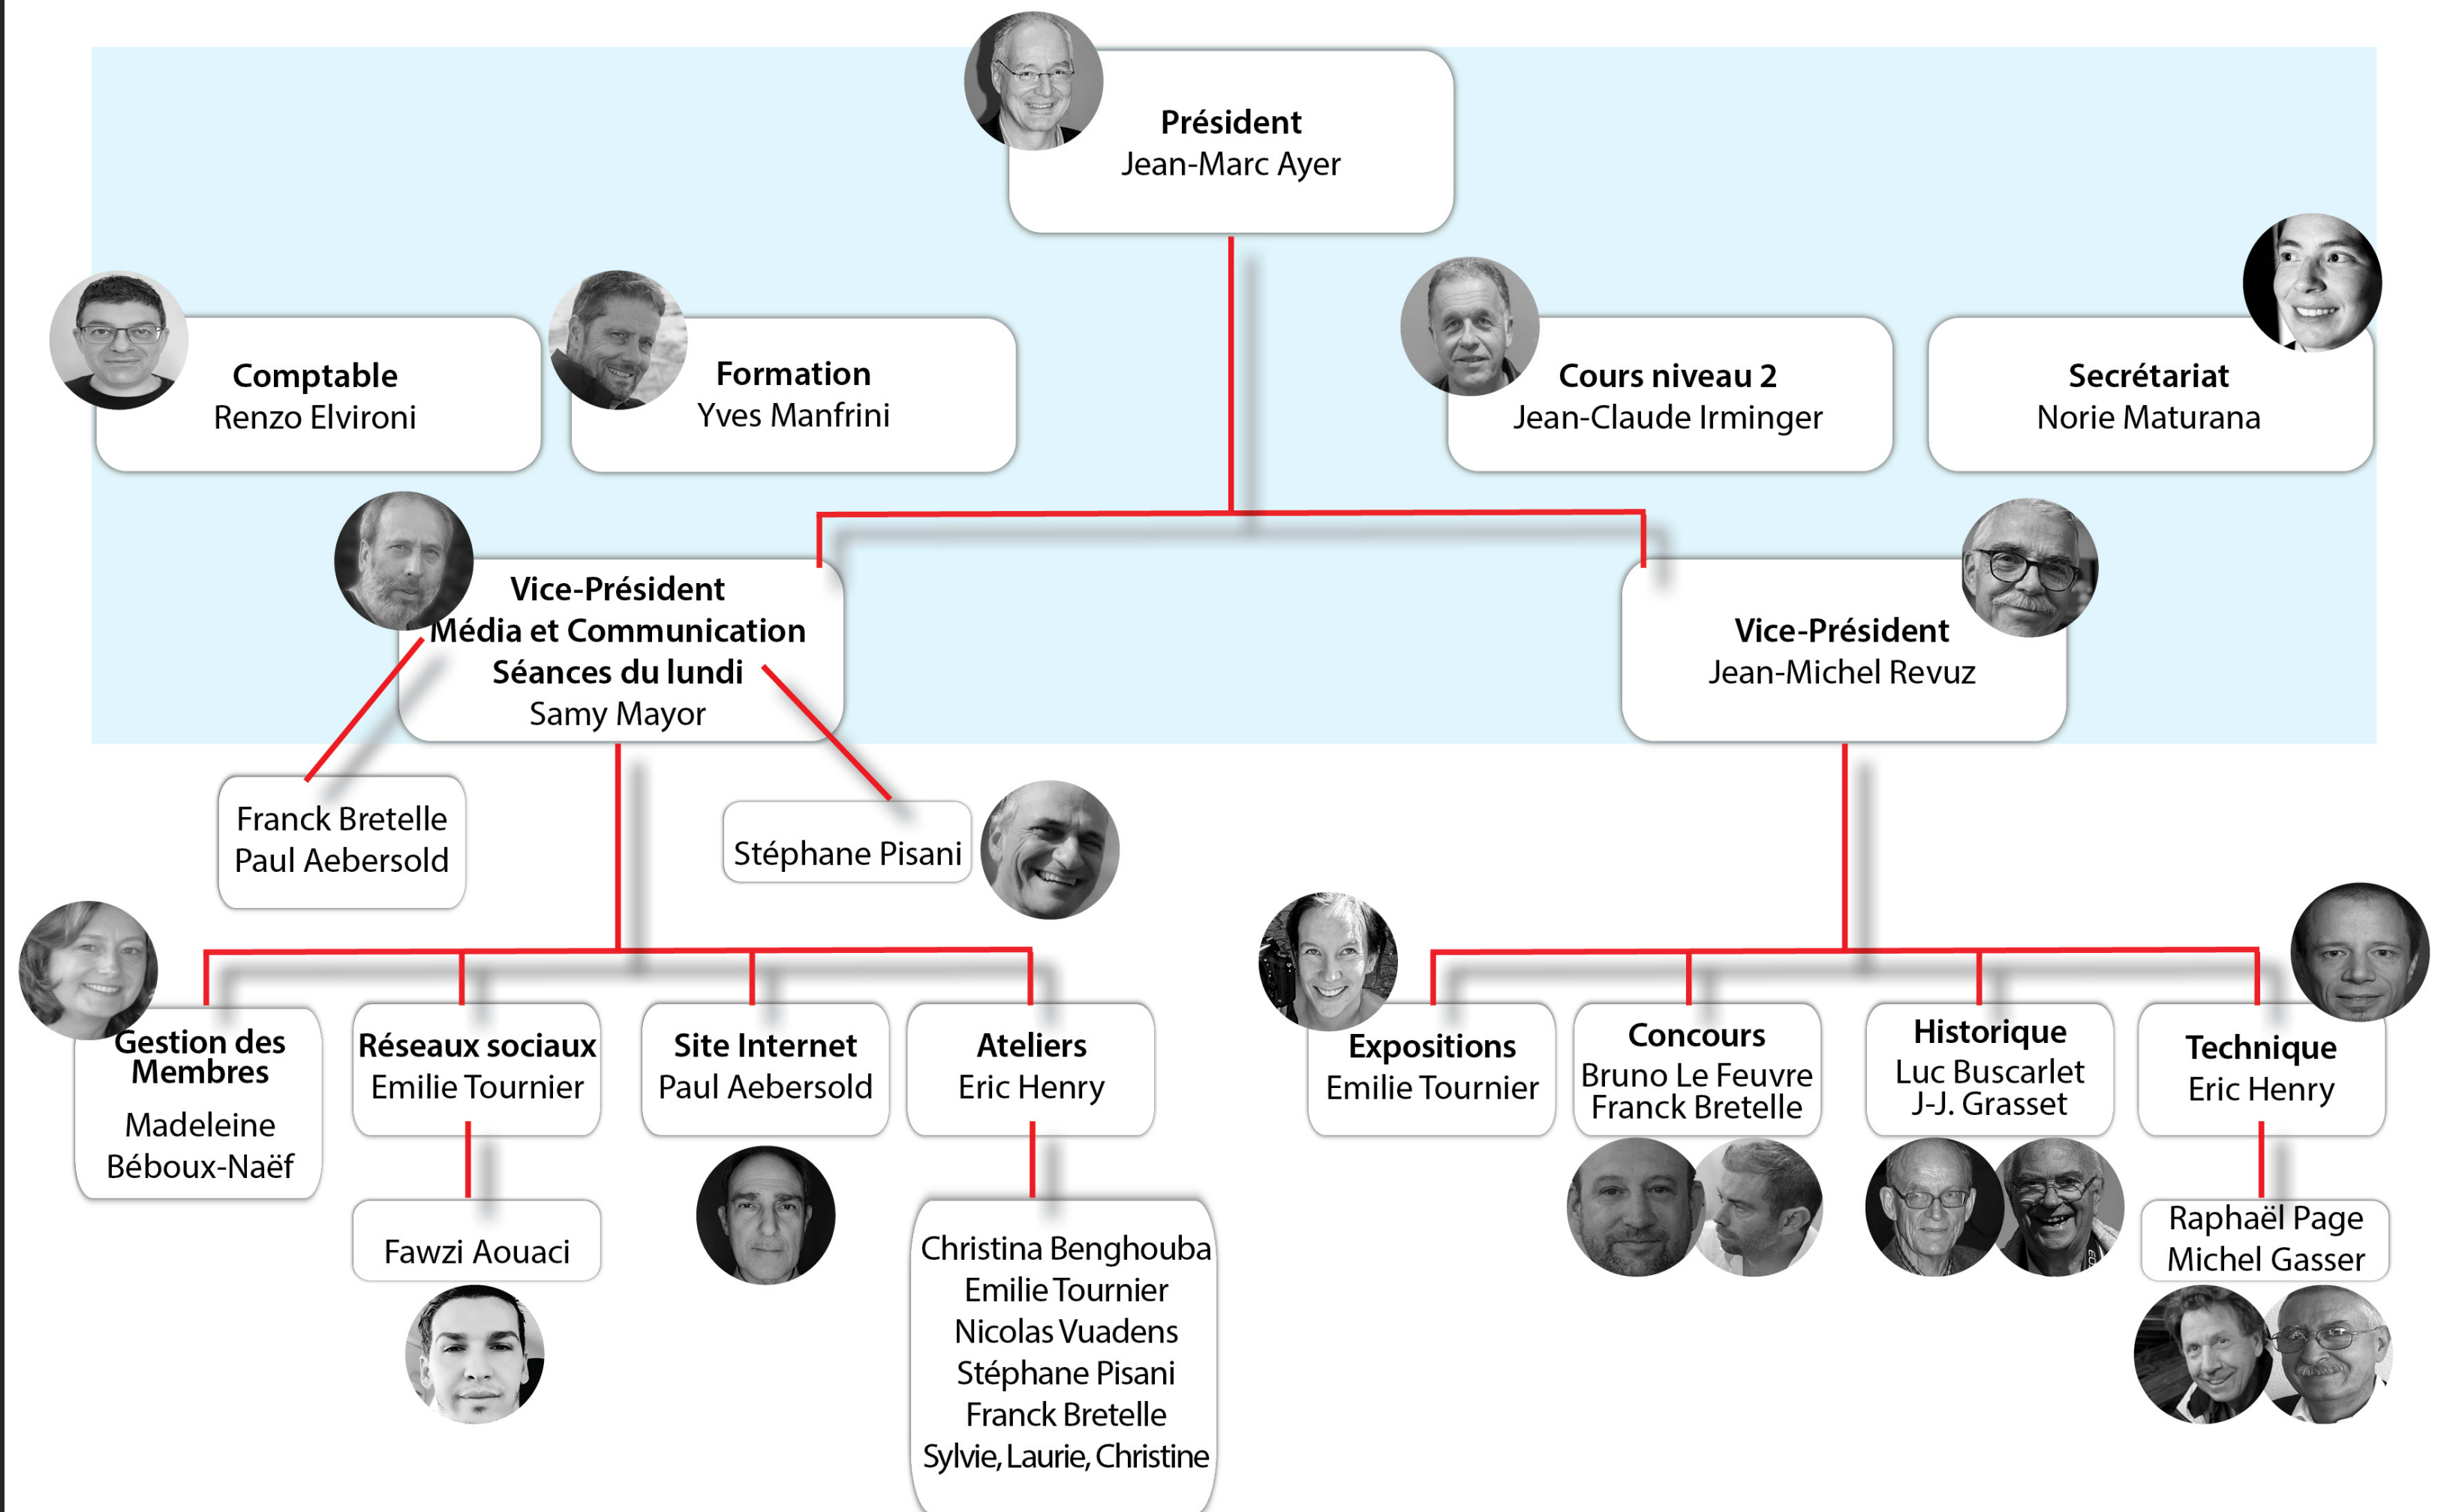 Président
Jean-Marc Ayer
Comptable
Renzo Elvironi
Formation
Yves Manfrini
Cours niveau 2
Jean-Claude Irminger
Secrétariat
Norie Maturana
Vice-Président
Média et Communication
Séances du lundi
Samy Mayor
Vice-Président
Jean-Michel Revuz
Franck Bretelle
Paul Aebersold
Stéphane Pisani
Gestion des
Membres
Madeleine
Béboux-Naëf
Réseaux sociaux
Emilie Tournier
Site Internet
Paul Aebersold
Ateliers
Eric Henry
Expositions
Emilie Tournier
Concours
Bruno Le Feuvre
Franck Bretelle
Historique
Luc Buscarlet
J-J. Grasset
Technique
Eric Henry
Fawzi Aouaci
Christina Benghouba
Emilie Tournier
Nicolas Vuadens
Stéphane Pisani
Franck Bretelle
Sylvie, Laurie, Christine
Raphaël Page
Michel Gasser